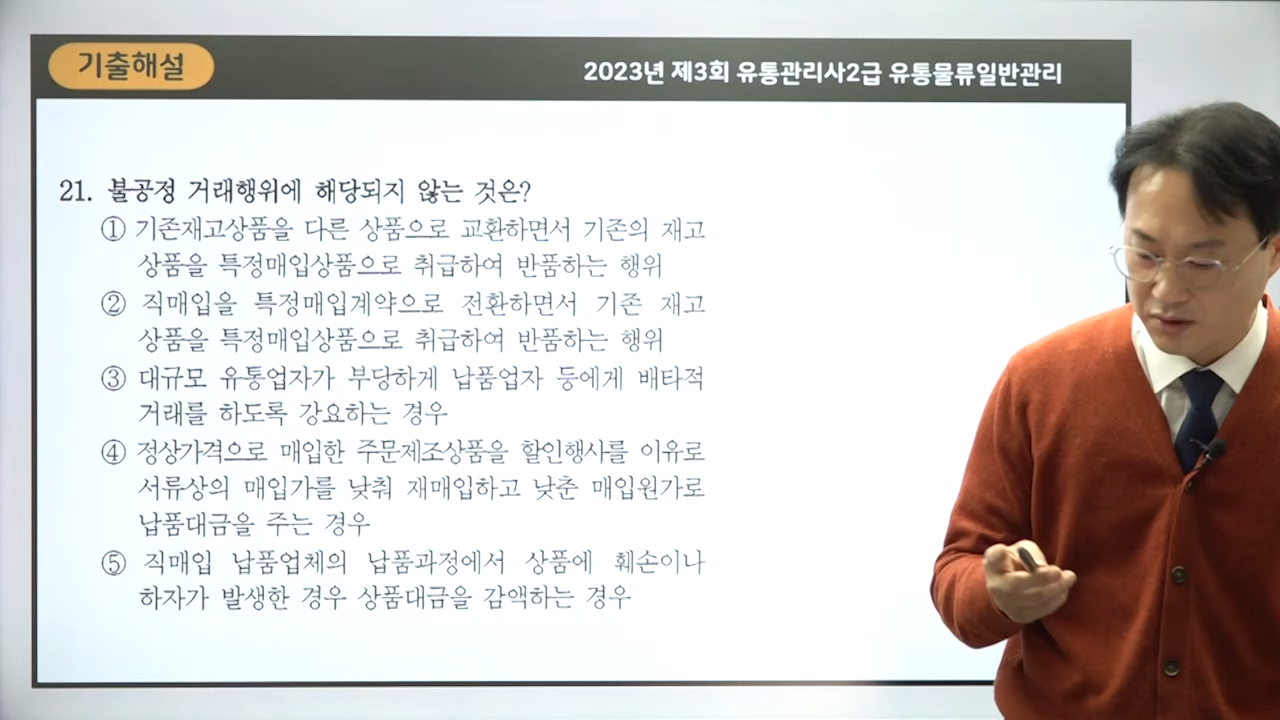 기출해설
2023년 제3회 유통관리사2급 유통물류일반관리
21. 불공정 거래행위에 해당되지 않는 것은?
① 기존재고상품을 다른 상품으로 교환하면서 기존의 재고
상품을 특정매입상품으로 취급하여 반품하는 행위
② 직매입을 특정매입계약으로 전환하면서 기존 재고
상품을 특정매입상품으로 취급하여 반품하는 행위
③ 대규모 유통업자가 부당하게 납품업자 등에게 배타적
거래를 하도록 강요하는 경우
④ 정상가격으로 매입한 주문제조상품을 할인행사를 이유로
서류상의 매입가를 낮춰 재매입하고 낮춘 매입원가로
납품대금을 주는 경우
⑤ 직매입 납품업체의 납품과정에서 상품에 훼손이나
하자가 발생한 경우 상품대금을 감액하는 경우